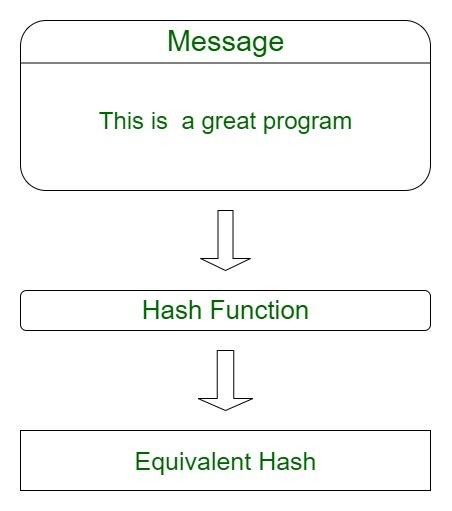 Message
This is  a great program
Hash Function
Equivalent Hash